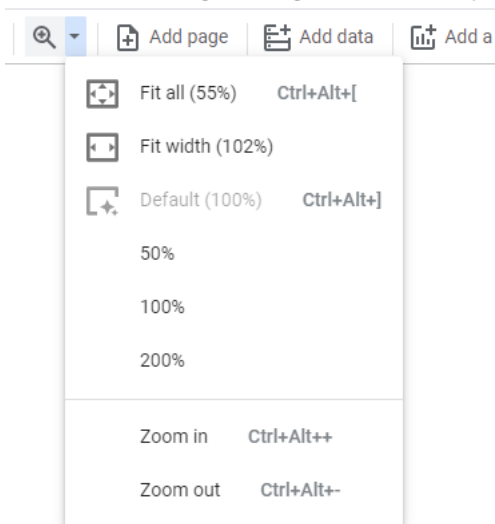 Add page Add data Add a
Fit all (55%) Ctrl+Alt+[
Fit width (102%)
Default (100%) Ctrl+Alt+]
50%
100%
200%
Zoom in Ctrl+Alt++
Zoom out Ctrl+Alt+-